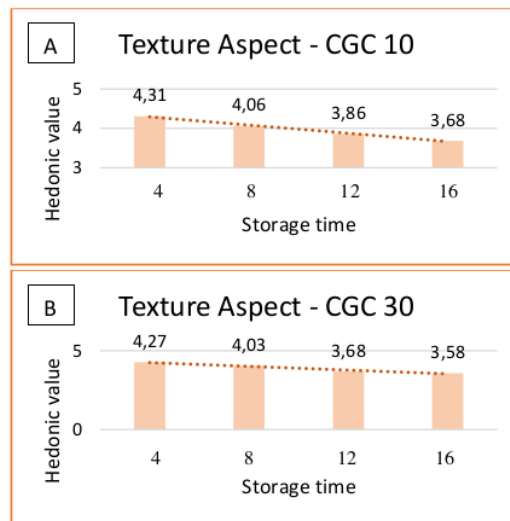 A
Texture Aspect - CGC 10
Hedonic value
5
4
3
4,31
4,06
3,86
3,68
4 8 12 16
Storage time
B
Texture Aspect - CGC 30
Hedonic value
5
0
4,27
4,03
3,68
3,58
4 8 12 16
Storage time